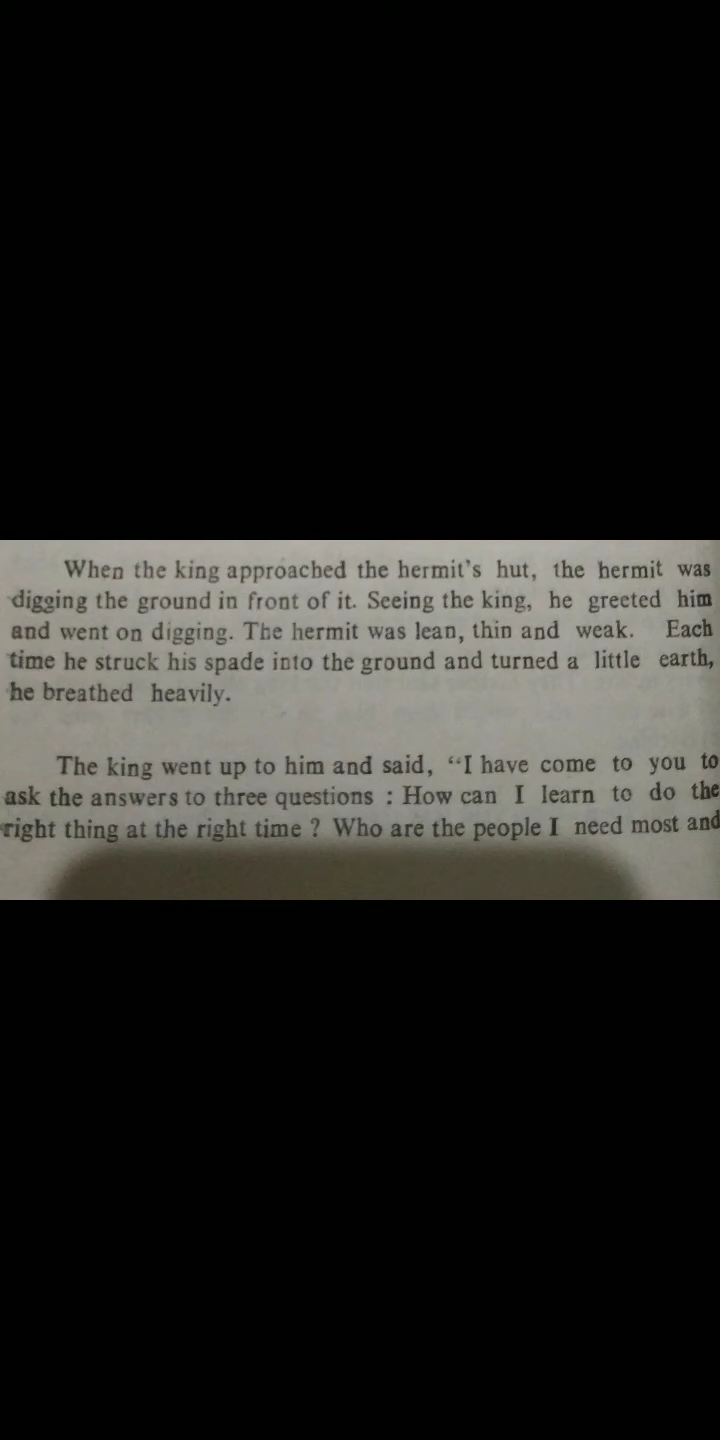 When the king approached the hermit's hut, the hermit was
digging the ground in front of it. Seeing the king, he greeted him
and went on digging. The hermit was lean, thin and weak. Each
time he struck his spade into the ground and turned a little earth,
he breathed heavily.
The king went up to him and said, “I have come to you to
ask the answers to three questions : How can I learn to do the
right thing at the right time ? Who are the people I need most and